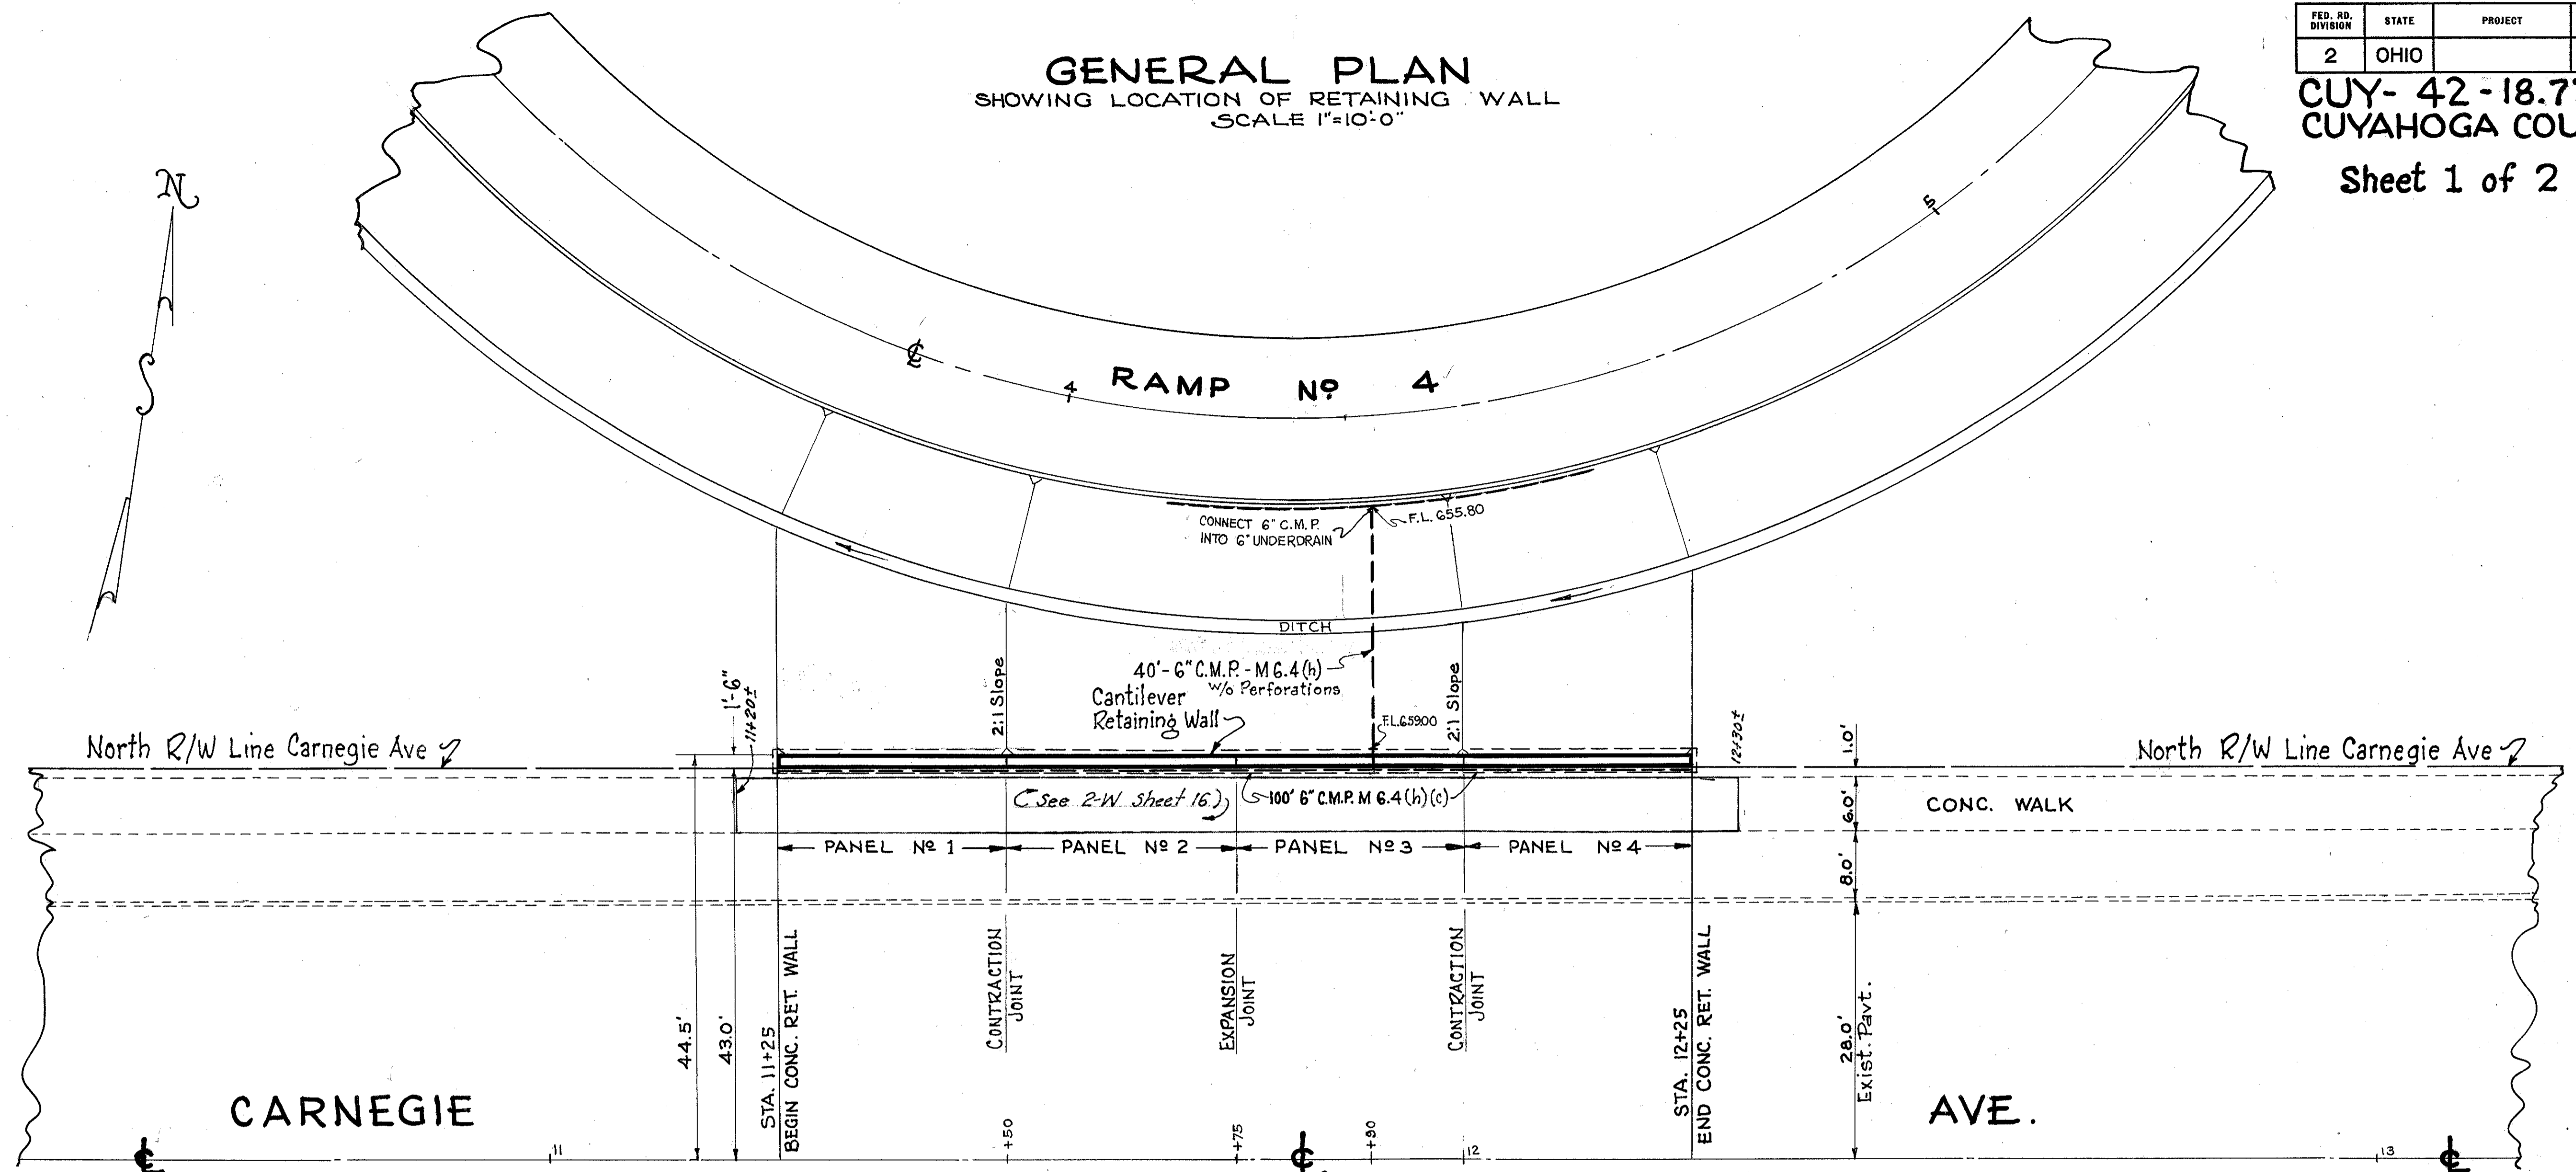 GENERAL PLAN
SHOWING LOCATION OF RETAINING WALL
SCALE 1"=10'-0"
FED. RD. DIVISION STATE PROJECT
2 OHIO
CUY- 42-18.7
CUYAHOGA COU
Sheet 1 of 2
N
S
5
℄
4
RAMP Nº 4
CONNECT 6" C.M.P.
INTO 6" UNDERDRAIN
F.L. 655.80
DITCH
40'-6" C.M.P. - M 6.4(h)
w/o Perforations
Cantilever
Retaining Wall
2:1 Slope
2:1 Slope
F.L. 659.00
1'-6"
11+20±
12+30±
1.0'
North R/W Line Carnegie Ave
North R/W Line Carnegie Ave
(See 2-W Sheet 16)
100' 6" C.M.P. M 6.4(h)(c)
6.0'
CONC. WALK
PANEL Nº 1
PANEL Nº 2
PANEL Nº 3
PANEL Nº 4
8.0'
44.5'
43.0'
STA. 11+25
BEGIN CONC. RET. WALL
CONTRACTION
JOINT
EXPANSION
JOINT
CONTRACTION
JOINT
STA. 12+25
END CONC. RET. WALL
28.0'
Exist. Pavt.
CARNEGIE
AVE.
℄
11
+50
+75
℄
+90
12
13
℄